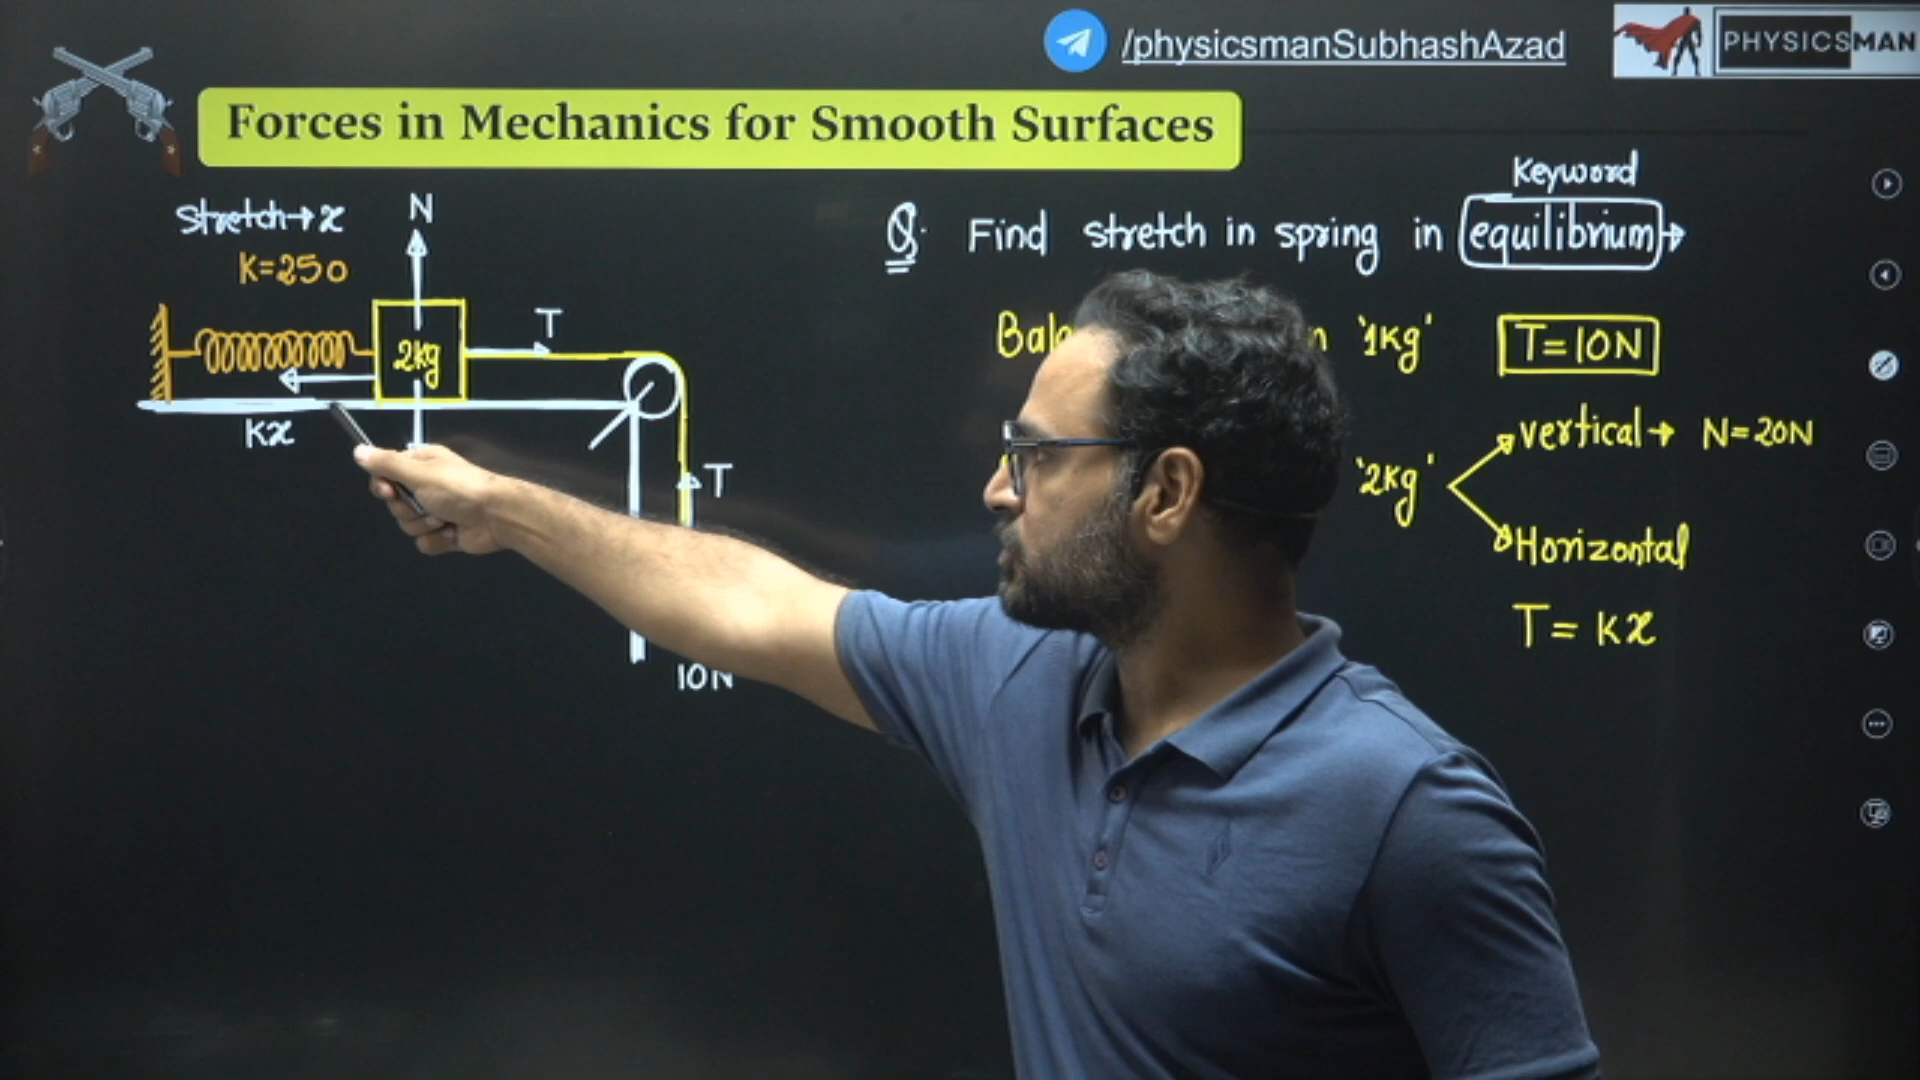 /physicsmanSubhashAzad
PHYSICSMAN
Forces in Mechanics for Smooth Surfaces
Keyword
Q. Find stretch in spring in equilibrium →
Stretch → x
K=250
N
2kg
T
Kx
T
10N
'1kg' T=10N
'2kg'
vertical → N=20N
Horizontal
T = Kx